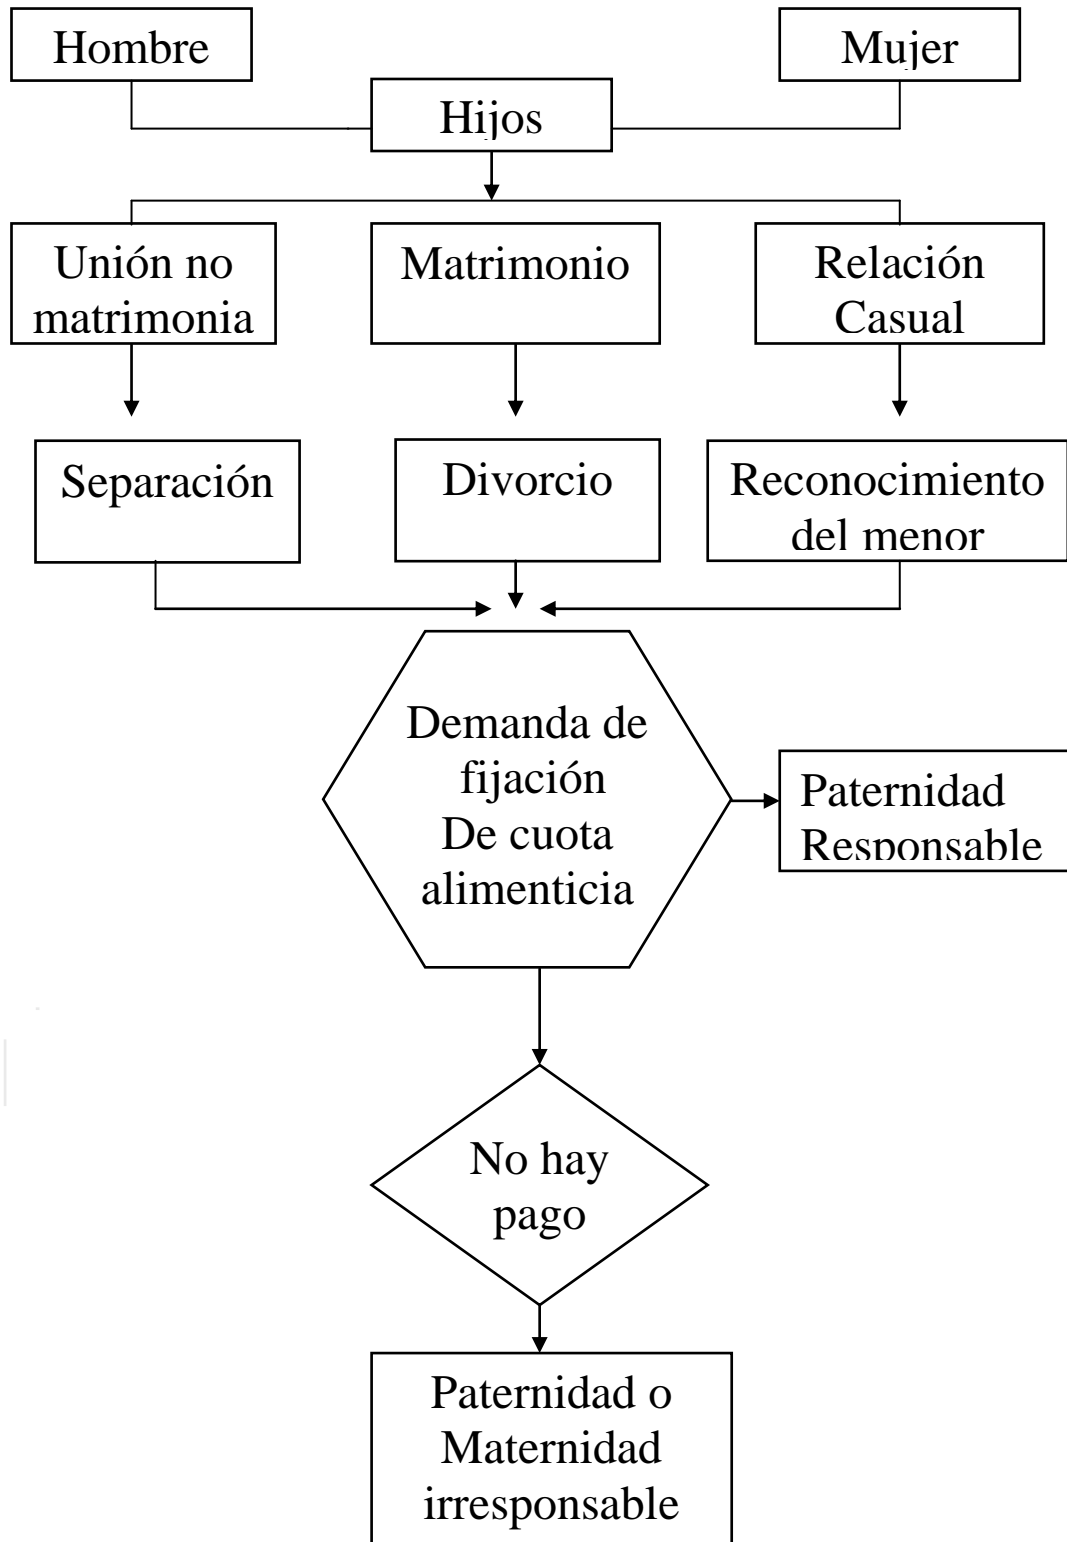 Hombre
Mujer
Hijos
Unión no
matrimonia
Matrimonio
Relación
Casual
Separación
Divorcio
Reconocimiento
del menor
Demanda de
fijación
De cuota
alimenticia
Paternidad
Responsable
No hay
pago
Paternidad o
Maternidad
irresponsable